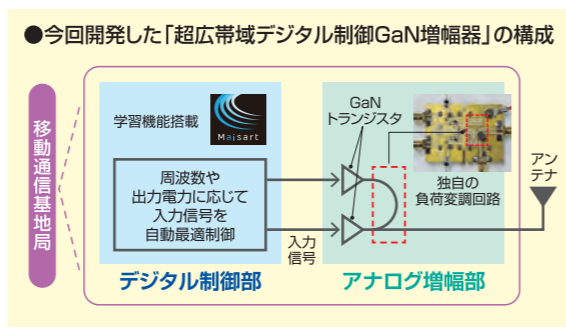 ●今回開発した「超広帯域デジタル制御GaN増幅器」の構成
移動通信基地局
学習機能搭載
Maisart
周波数や
出力電力に応じて
入力信号を
自動最適制御
デジタル制御部
入力
信号
GaN
トランジスタ
独自の
負荷変調回路
アナログ増幅部
アン
テナ